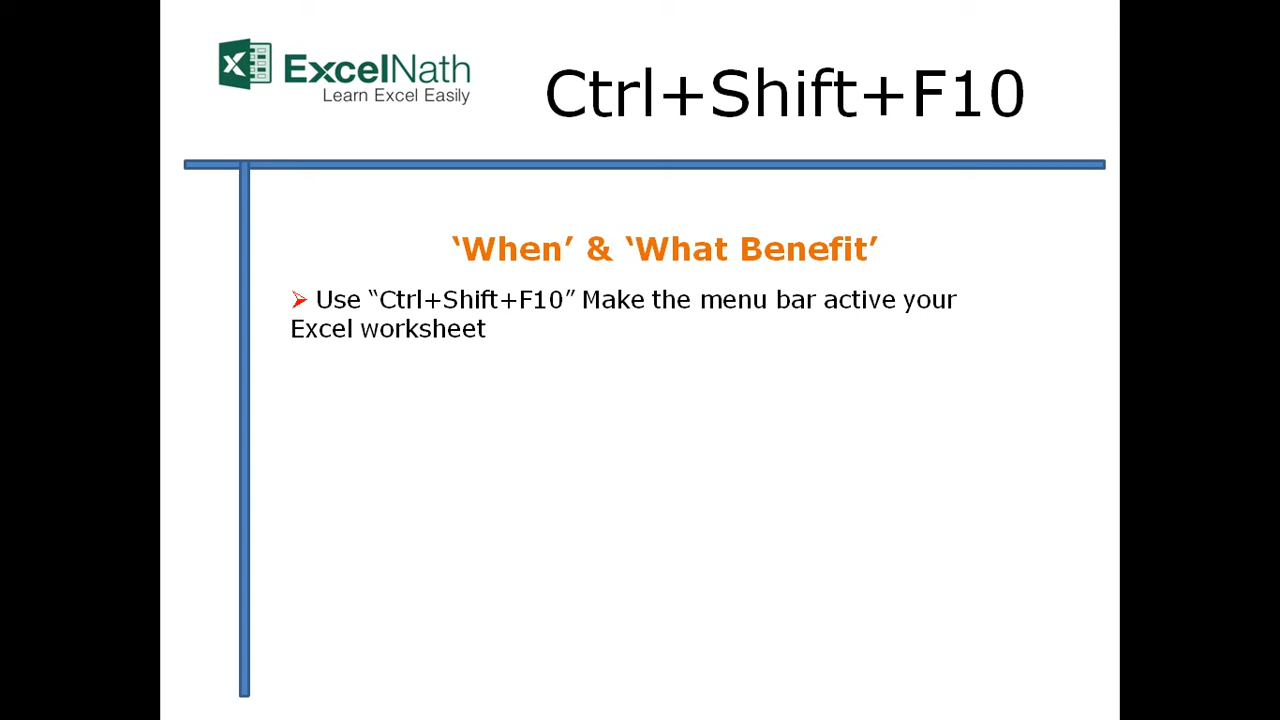 ExcelNath
Learn Excel Easily
Ctrl+Shift+F10
‘When’ & ‘What Benefit’
➢ Use “Ctrl+Shift+F10” Make the menu bar active your
Excel worksheet